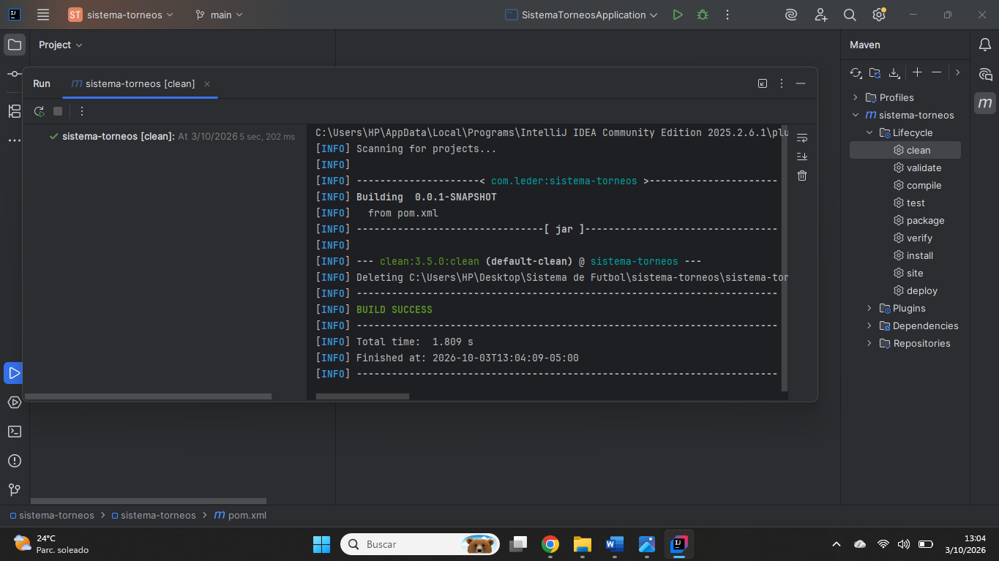 ST sistema-torneos main SistemaTorneosApplication
Project
Maven
Run sistema-torneos [clean]
sistema-torneos [clean]: At 3/10/2026 5 sec, 202 ms
C:\Users\HP\AppData\Local\Programs\IntelliJ IDEA Community Edition 2025.2.6.1\plu
[INFO] Scanning for projects...
[INFO]
[INFO] ---------------------< com.leder:sistema-torneos >----------------------
[INFO] Building  0.0.1-SNAPSHOT
[INFO]   from pom.xml
[INFO] --------------------------------[ jar ]---------------------------------
[INFO]
[INFO] --- clean:3.5.0:clean (default-clean) @ sistema-torneos ---
[INFO] Deleting C:\Users\HP\Desktop\Sistema de Futbol\sistema-torneos\sistema-tor
[INFO] ------------------------------------------------------------------------
[INFO] BUILD SUCCESS
[INFO] ------------------------------------------------------------------------
[INFO] Total time:  1.809 s
[INFO] Finished at: 2026-10-03T13:04:09-05:00
[INFO] ------------------------------------------------------------------------
Profiles
m sistema-torneos
Lifecycle
clean
validate
compile
test
package
verify
install
site
deploy
Plugins
Dependencies
Repositories
sistema-torneos > sistema-torneos > m pom.xml
24°C
Parc. soleado
Buscar
13:04
3/10/2026